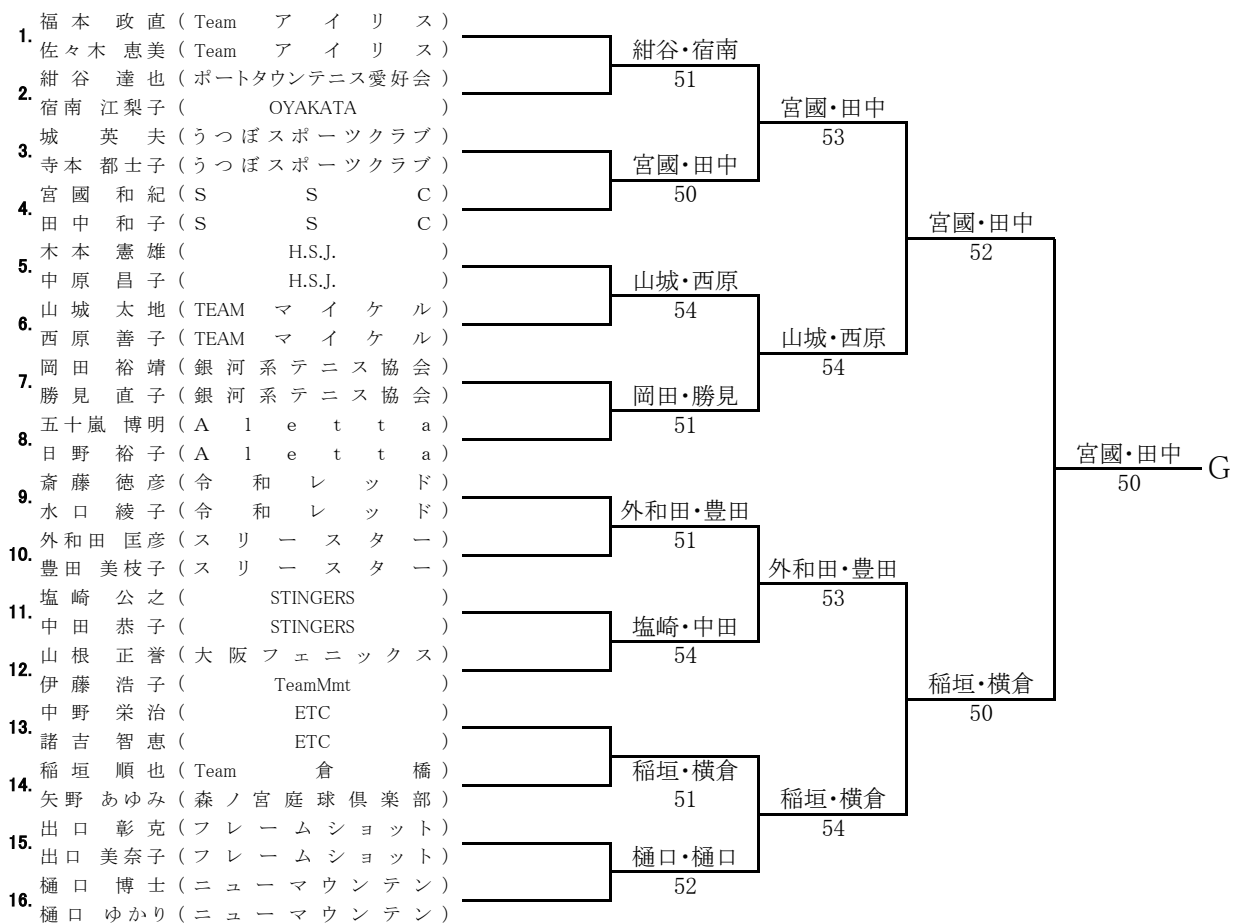 1. 福本 政直 (Team アイリス)
佐々木 恵美 (Team アイリス)
2. 紺谷 達也 (ポートタウンテニス愛好会)
宿南 江梨子 (OYAKATA)
3. 城 英夫 (うつぼスポーツクラブ)
寺本 都士子 (うつぼスポーツクラブ)
4. 宮國 和紀 (SSC)
田中 和子 (SSC)
5. 木本 憲雄 (H.S.J.)
中原 昌子 (H.S.J.)
6. 山城 太地 (TEAM マイケル)
西原 善子 (TEAM マイケル)
7. 岡田 裕靖 (銀河系テニス協会)
勝見 直子 (銀河系テニス協会)
8. 五十嵐 博明 (Aletta)
日野 裕子 (Aletta)
9. 斎藤 徳彦 (令和レッド)
水口 綾子 (令和レッド)
10. 外和田 匡彦 (スリースター)
豊田 美枝子 (スリースター)
11. 塩崎 公之 (STINGERS)
中田 恭子 (STINGERS)
12. 山根 正誉 (大阪フェニックス)
伊藤 浩子 (TeamMmt)
13. 中野 栄治 (ETC)
諸吉 智恵 (ETC)
14. 稲垣 順也 (Team 倉橋)
矢野 あゆみ (森ノ宮庭球倶楽部)
15. 出口 彰克 (フレームショット)
出口 美奈子 (フレームショット)
16. 樋口 博士 (ニューマウンテン)
樋口 ゆかり (ニューマウンテン)
紺谷・宿南
51
宮國・田中
50
山城・西原
54
岡田・勝見
51
外和田・豊田
51
塩崎・中田
54
稲垣・横倉
51
樋口・樋口
52
宮國・田中
53
山城・西原
54
外和田・豊田
53
稲垣・横倉
54
宮國・田中
52
稲垣・横倉
50
宮國・田中
50
G